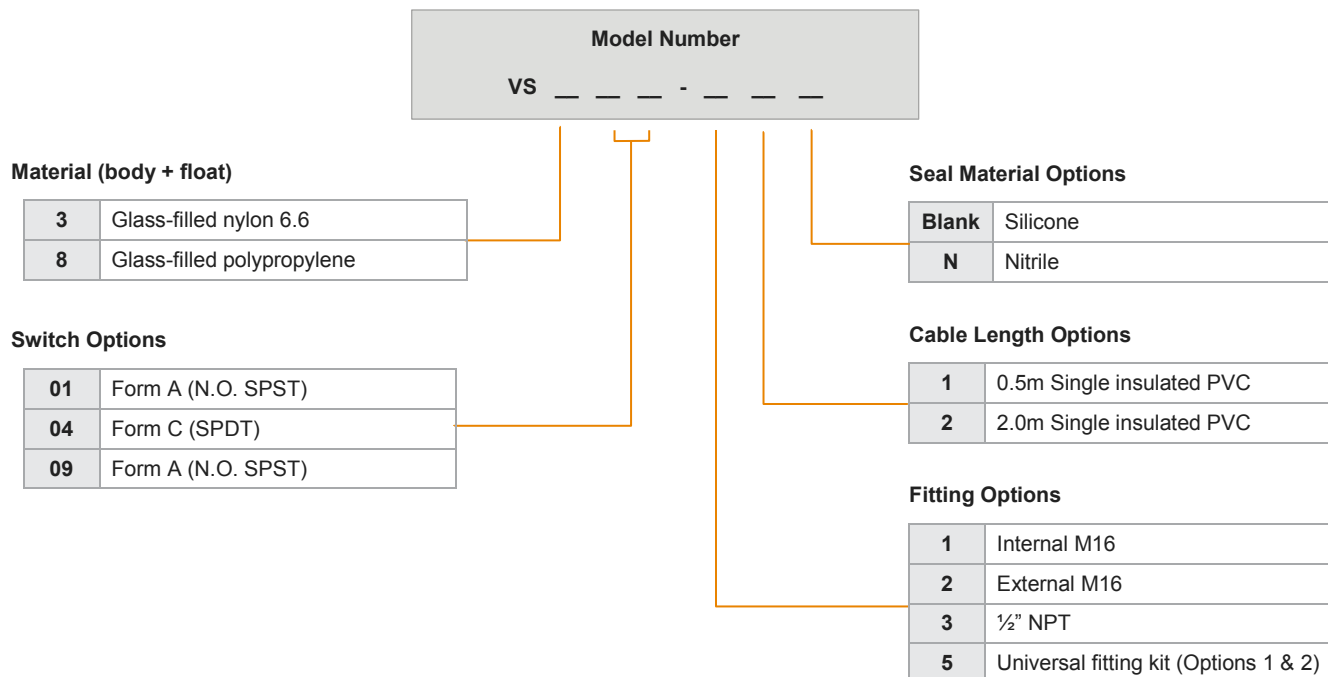 Model Number
VS __ __ __ - __ __ __
Material (body + float)
3 Glass-filled nylon 6.6
8 Glass-filled polypropylene
Switch Options
01 Form A (N.O. SPST)
04 Form C (SPDT)
09 Form A (N.O. SPST)
Seal Material Options
Blank Silicone
N Nitrile
Cable Length Options
1 0.5m Single insulated PVC
2 2.0m Single insulated PVC
Fitting Options
1 Internal M16
2 External M16
3 ½” NPT
5 Universal fitting kit (Options 1 & 2)